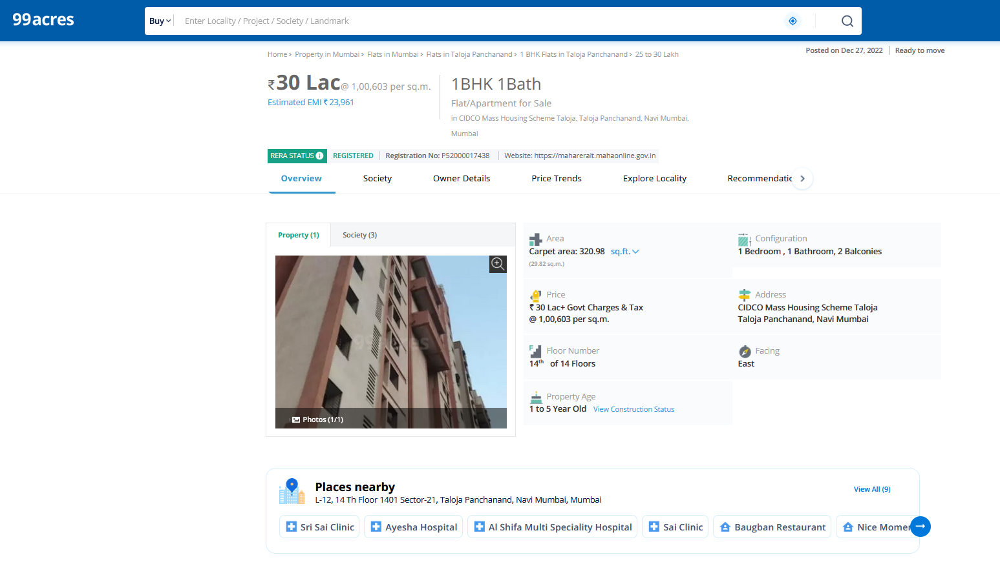 99acres
Buy
Enter Locality / Project / Society / Landmark
Home > Property in Mumbai > Flats in Mumbai > Flats in Taloja Panchanand > 1 BHK Flats in Taloja Panchanand > 25 to 30 Lakh
Posted on Dec 27, 2022 | Ready to move
₹30 Lac@ 1,00,603 per sq.m.
Estimated EMI ₹ 23,961
1BHK 1Bath
Flat/Apartment for Sale
in CIDCO Mass Housing Scheme Taloja, Taloja Panchanand, Navi Mumbai,
Mumbai
RERA STATUS REGISTERED | Registration No: P52000017438 | Website: https://maharerait.mahaonline.gov.in
Overview Society Owner Details Price Trends Explore Locality Recommendatic
Property (1) Society (3)
99acres
Photos (1/1)
Area
Carpet area: 320.98 sq.ft.
(29.82 sq.m.)
Configuration
1 Bedroom , 1 Bathroom, 2 Balconies
Price
₹ 30 Lac+ Govt Charges & Tax
@ 1,00,603 per sq.m.
Address
CIDCO Mass Housing Scheme Taloja
Taloja Panchanand, Navi Mumbai
Floor Number
14th of 14 Floors
Facing
East
Property Age
1 to 5 Year Old View Construction Status
Places nearby
L-12, 14 Th Floor 1401 Sector-21, Taloja Panchanand, Navi Mumbai, Mumbai
View All (9)
Sri Sai Clinic Ayesha Hospital Al Shifa Multi Speciality Hospital Sai Clinic Baugban Restaurant Nice Momer